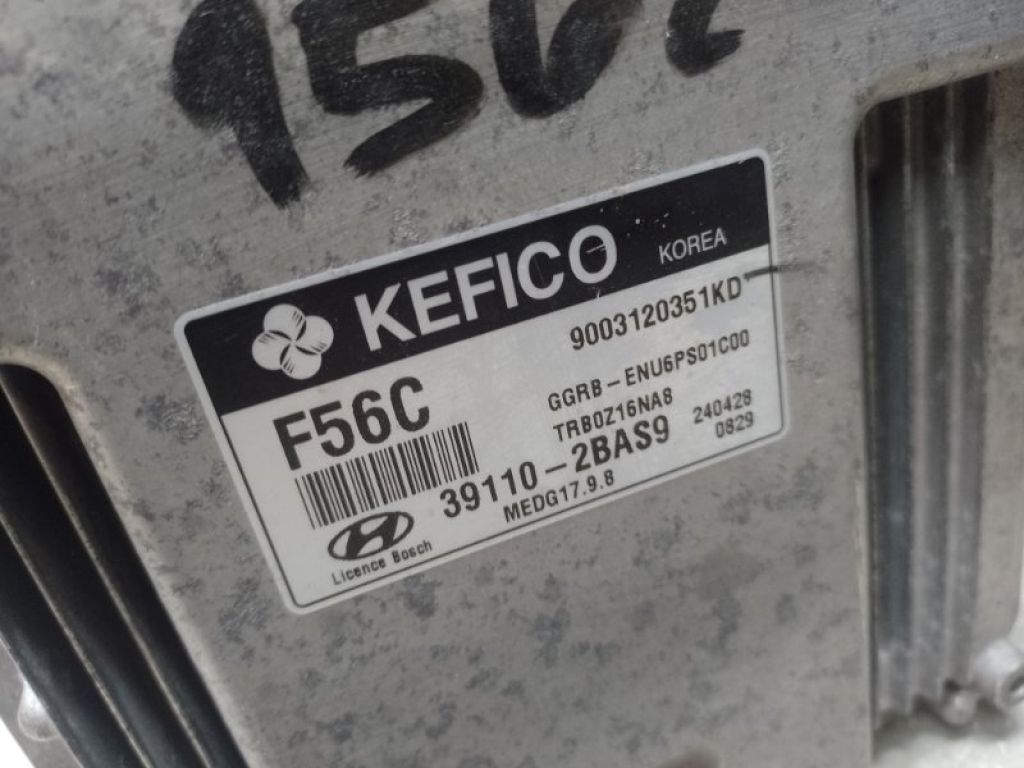 KEFICO KOREA
9003120351KD
F56C
GGRB-ENU6PS01C00
TRB0Z16NA8 240428
39110-2BAS9 0829
MEDG17.9.8
Licence Bosch